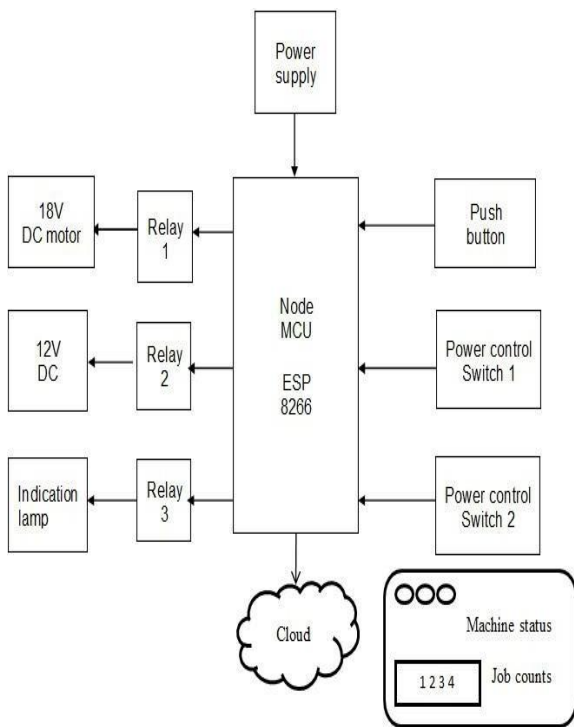 Power
supply
18V
DC motor
Relay
1
Push
button
Node
MCU
ESP
8266
12V
DC
Relay
2
Power control
Switch 1
Indication
lamp
Relay
3
Power control
Switch 2
Cloud
Machine status
Job counts
1 2 3 4